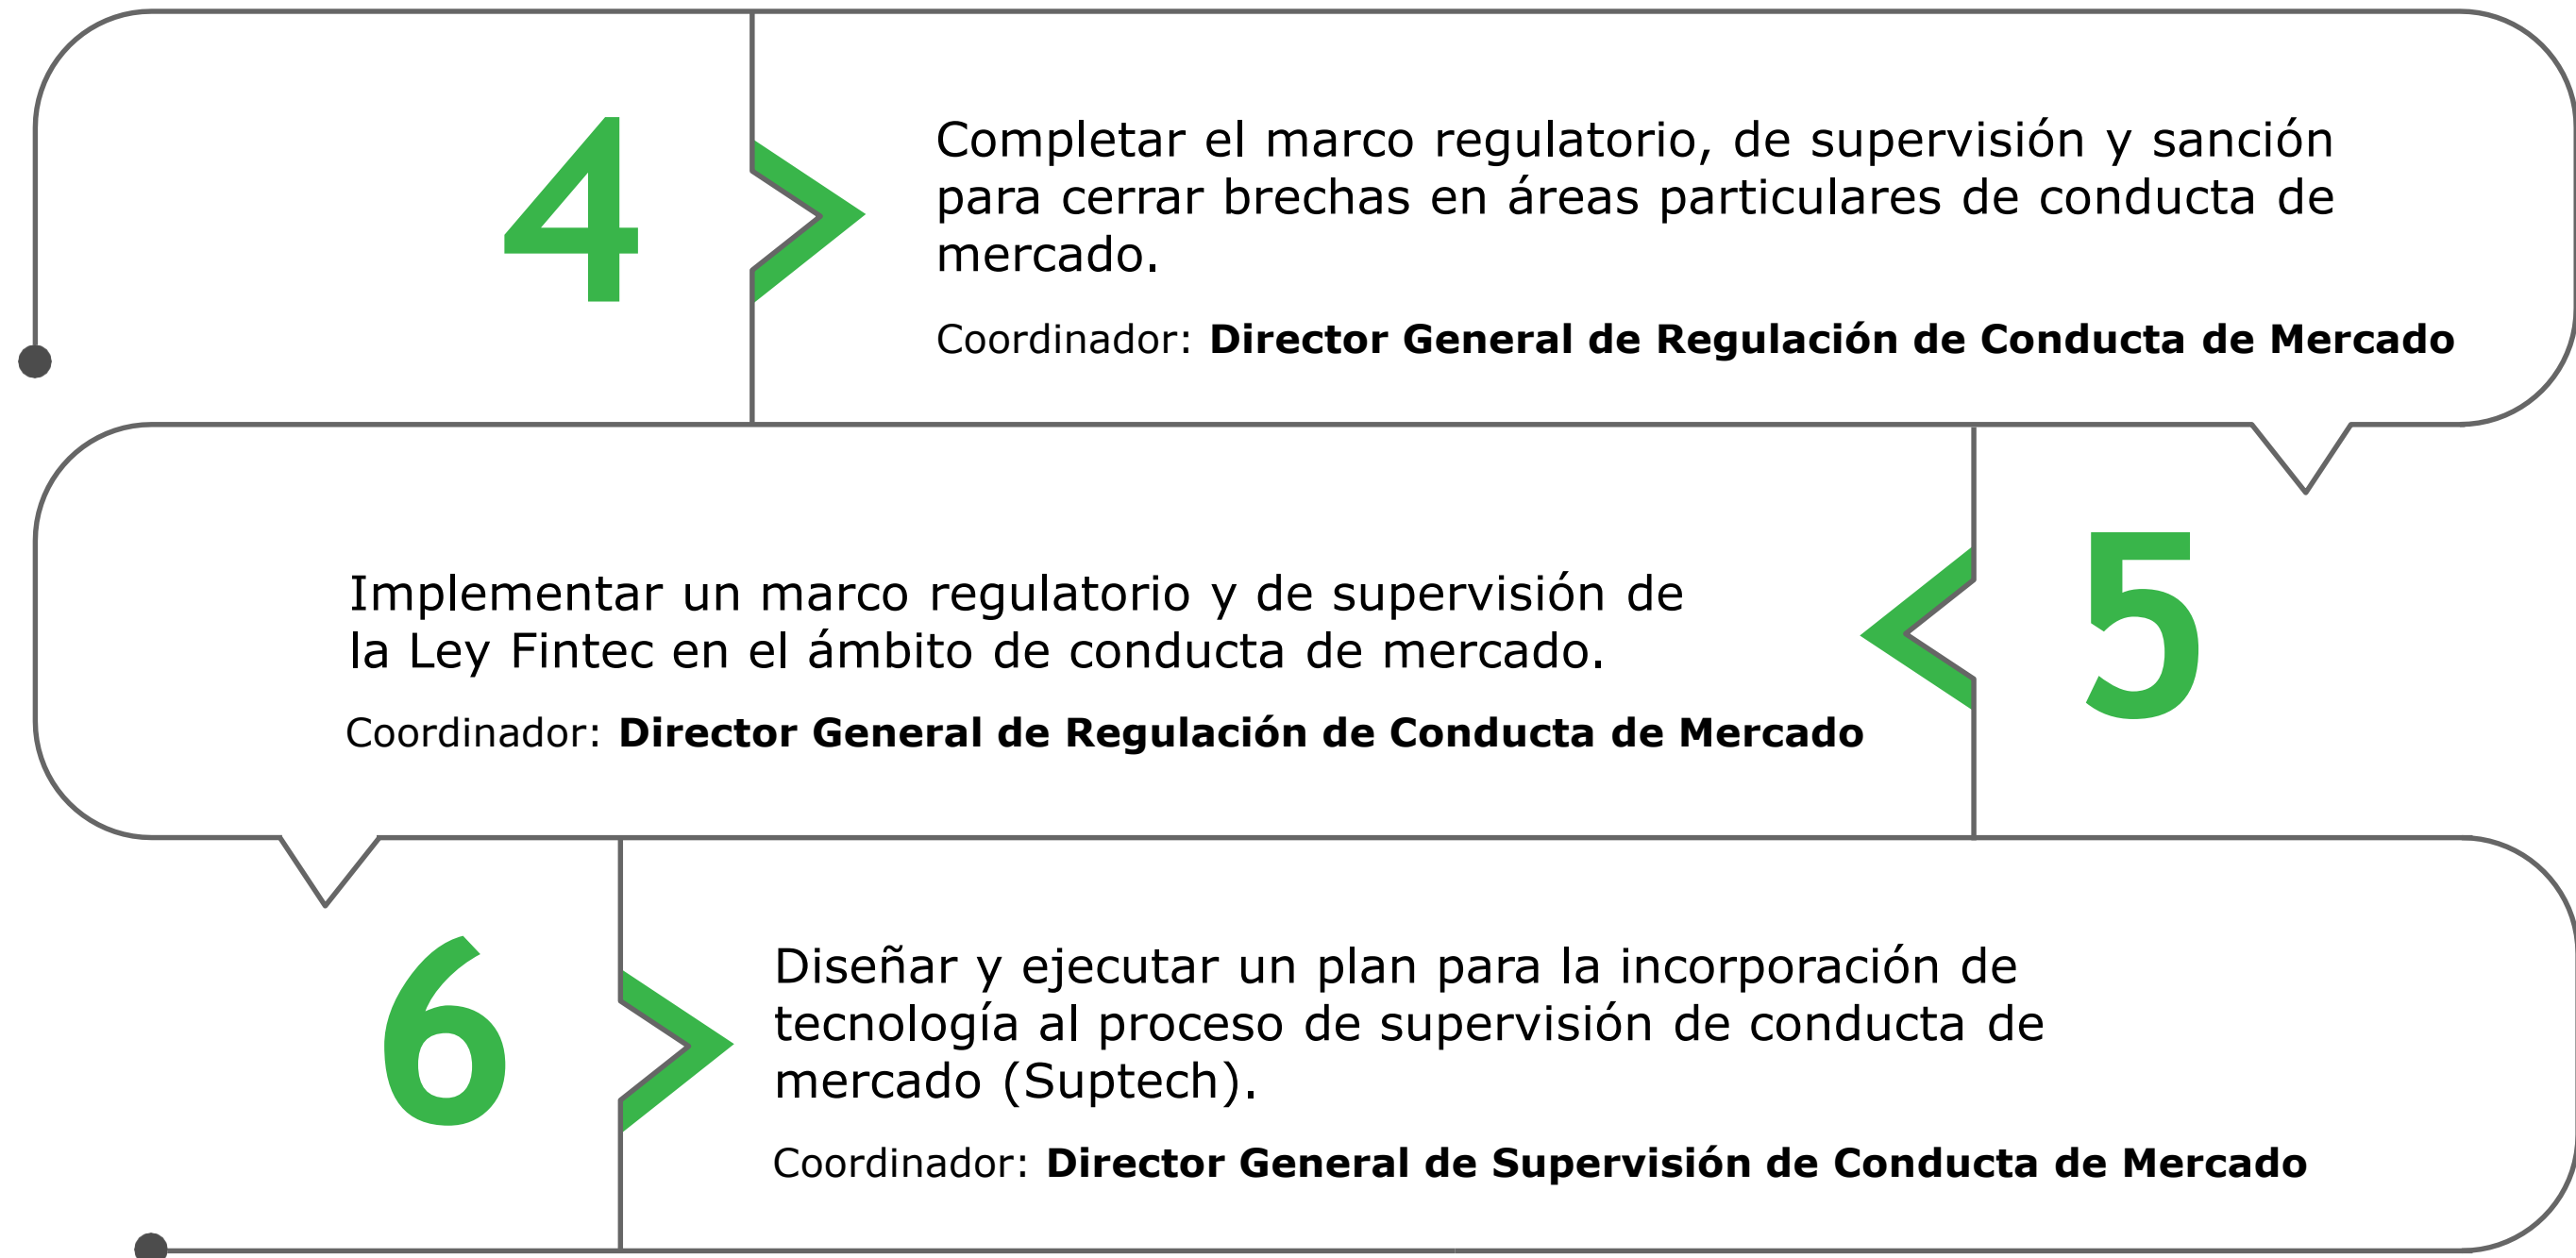 4
Completar el marco regulatorio, de supervisión y sanción
para cerrar brechas en áreas particulares de conducta de
mercado.
Coordinador: Director General de Regulación de Conducta de Mercado
5
Implementar un marco regulatorio y de supervisión de
la Ley Fintec en el ámbito de conducta de mercado.
Coordinador: Director General de Regulación de Conducta de Mercado
6
Diseñar y ejecutar un plan para la incorporación de
tecnología al proceso de supervisión de conducta de
mercado (Suptech).
Coordinador: Director General de Supervisión de Conducta de Mercado